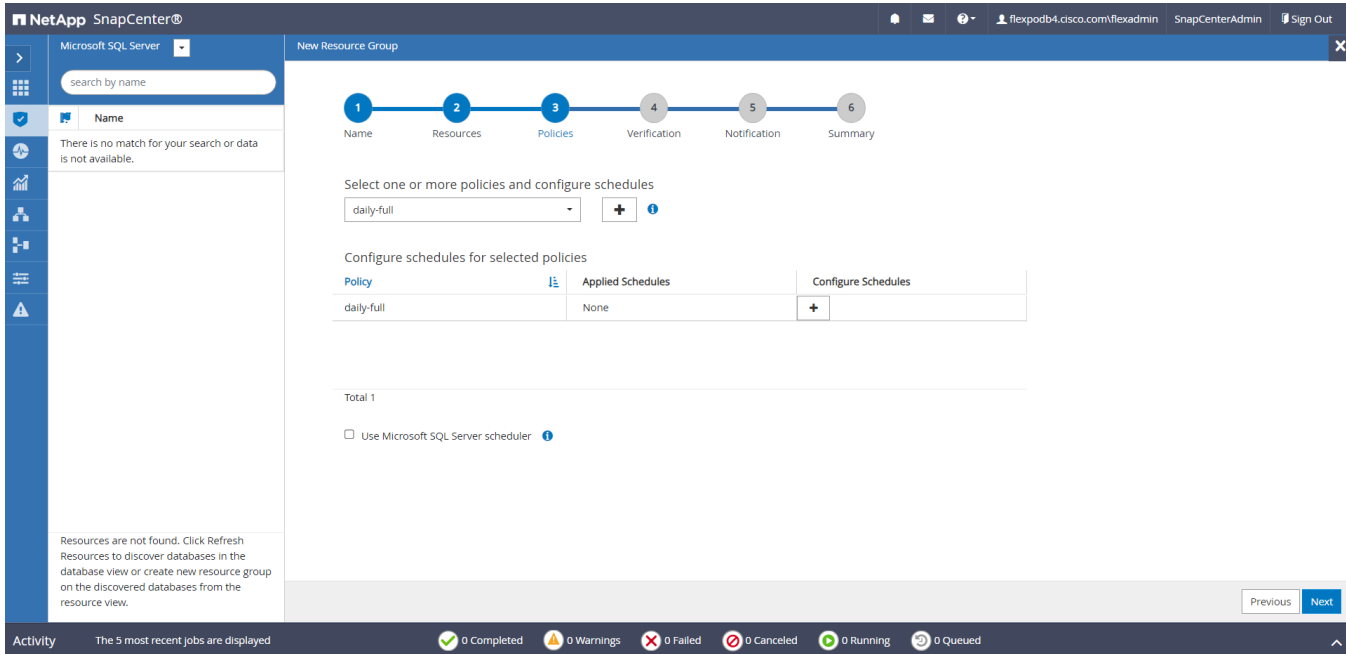 NetApp SnapCenter®
flexpodb4.cisco.com\flexadmin SnapCenterAdmin Sign Out
Microsoft SQL Server
New Resource Group
search by name
Name
There is no match for your search or data
is not available.
1 2 3 4 5 6
Name Resources Policies Verification Notification Summary
Select one or more policies and configure schedules
daily-full
Configure schedules for selected policies
Policy Applied Schedules Configure Schedules
daily-full None
Total 1
Use Microsoft SQL Server scheduler
Resources are not found. Click Refresh
Resources to discover databases in the
database view or create new resource group
on the discovered databases from the
resource view.
Previous Next
Activity The 5 most recent jobs are displayed 0 Completed 0 Warnings 0 Failed 0 Canceled 0 Running 0 Queued